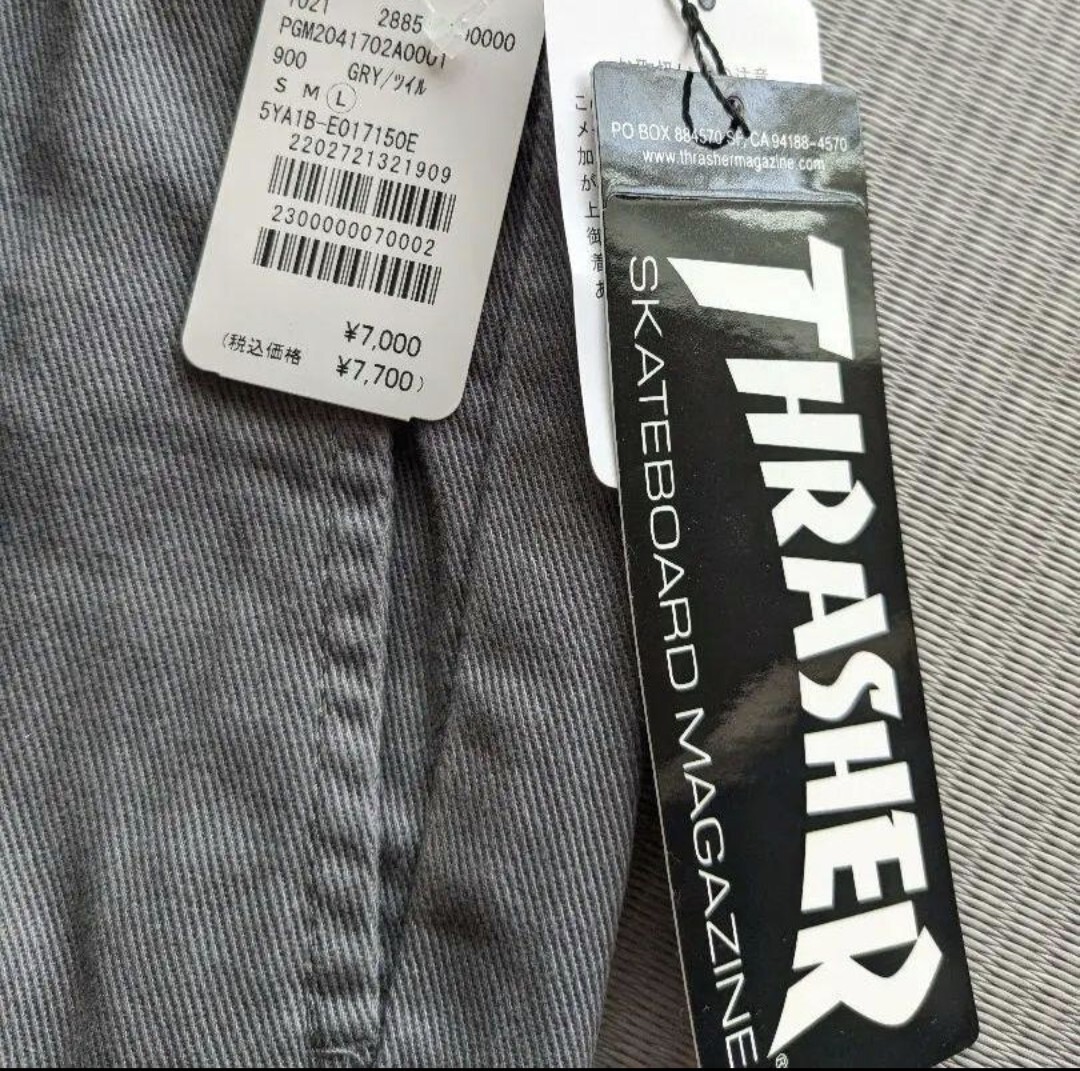 2885
PGM2041702A0001
900 GRY/ツイル
S M L
5YA1B-E017150E
2202721321909
2300000070002
¥7,000
(税込価格 ¥7,700)
PO BOX 884570 SF, CA 94188-4570
www.thrashermagazine.com
THRASHER
SKATEBOARD MAGAZINE
®